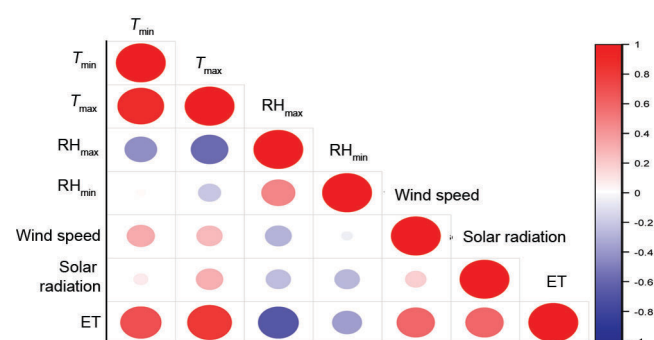 Tmin
Tmin
Tmax
Tmax
RHmax
RHmax
RHmin
RHmin
Wind speed
Wind speed
Solar radiation
Solar
radiation
ET
ET
1
0.8
0.6
0.4
0.2
0
-0.2
-0.4
-0.6
-0.8